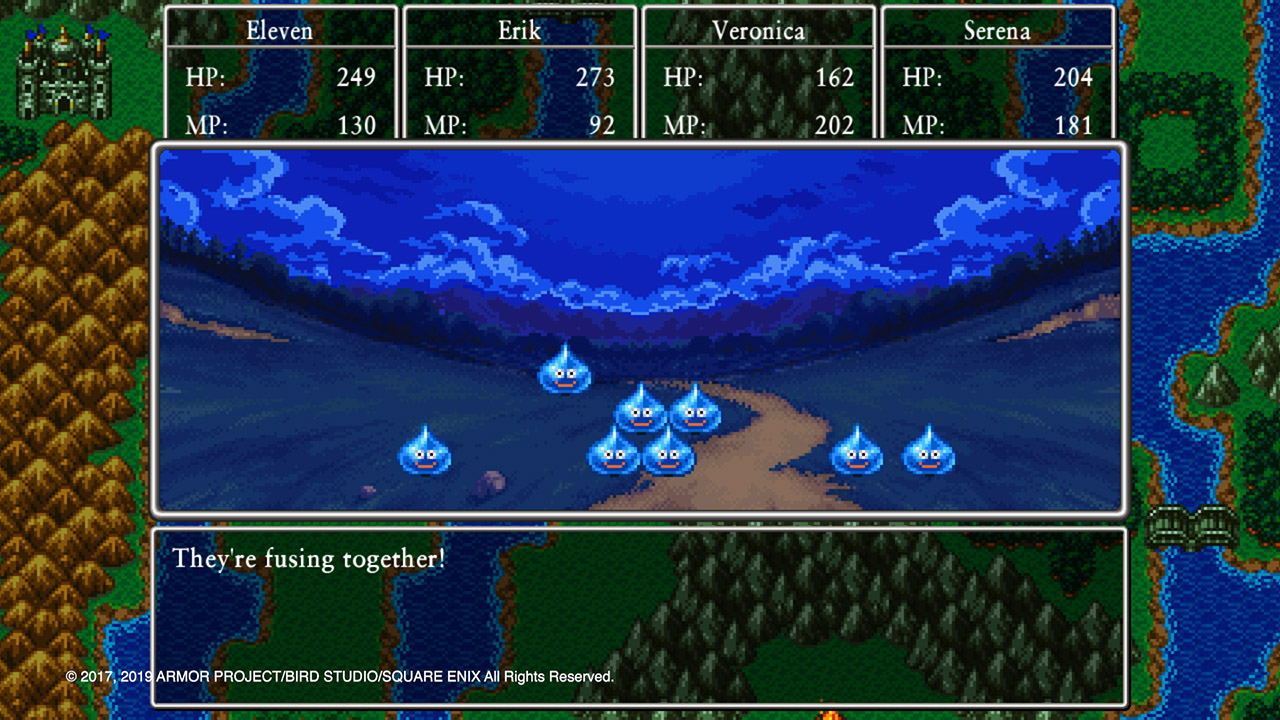 Eleven Erik Veronica Serena
HP: 249 HP: 273 HP: 162 HP: 204
MP: 130 MP: 92 MP: 202 MP: 181
They're fusing together!
© 2017, 2019 ARMOR PROJECT/BIRD STUDIO/SQUARE ENIX All Rights Reserved.